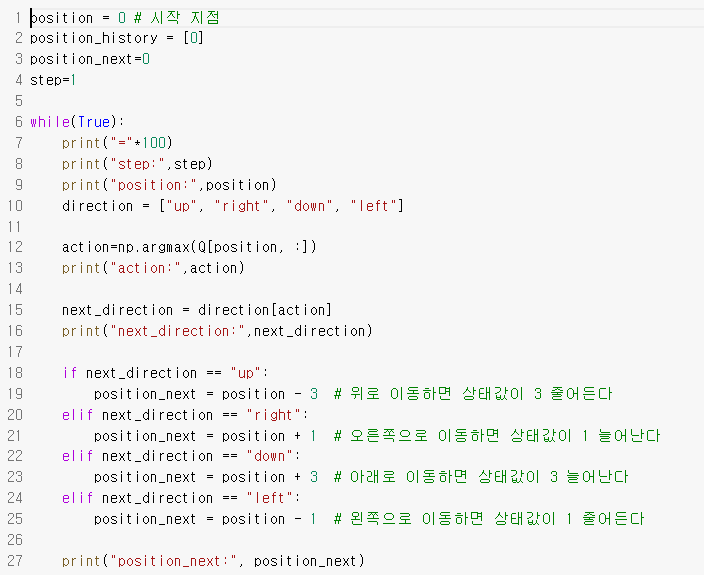 1 position = 0 # 시작 지점
2 position_history = [0]
3 position_next=0
4 step=1
5
6 while(True):
7     print("="*100)
8     print("step:",step)
9     print("position:",position)
10     direction = ["up", "right", "down", "left"]
11
12     action=np.argmax(Q[position, :])
13     print("action:",action)
14
15     next_direction = direction[action]
16     print("next_direction:",next_direction)
17
18     if next_direction == "up":
19         position_next = position - 3  # 위로 이동하면 상태값이 3 줄어든다
20     elif next_direction == "right":
21         position_next = position + 1  # 오른쪽으로 이동하면 상태값이 1 늘어난다
22     elif next_direction == "down":
23         position_next = position + 3  # 아래로 이동하면 상태값이 3 늘어난다
24     elif next_direction == "left":
25         position_next = position - 1  # 왼쪽으로 이동하면 상태값이 1 줄어든다
26
27     print("position_next:", position_next)